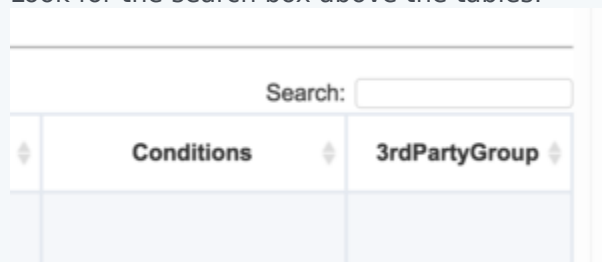 Look for the search box above the tables.
Search:
Conditions
3rdPartyGroup